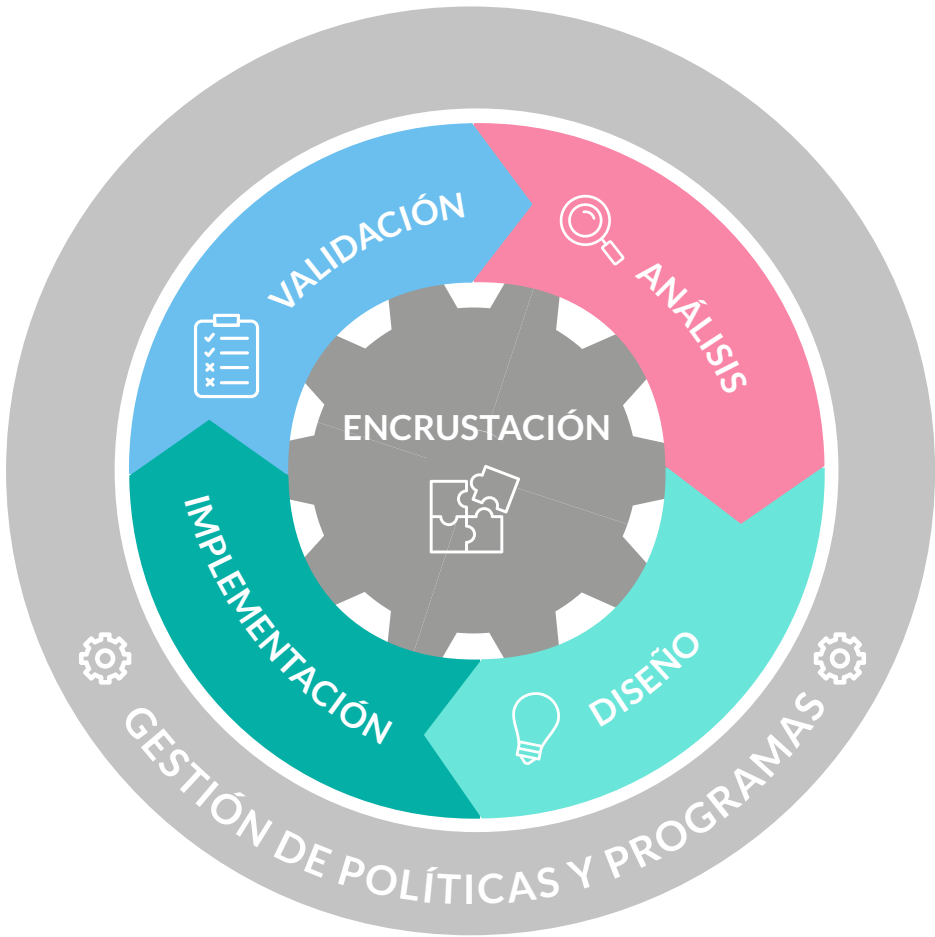 VALIDACIÓN
ANÁLISIS
ENCRUSTACIÓN
IMPLEMENTACIÓN
DISEÑO
GESTIÓN DE POLÍTICAS Y PROGRAMAS